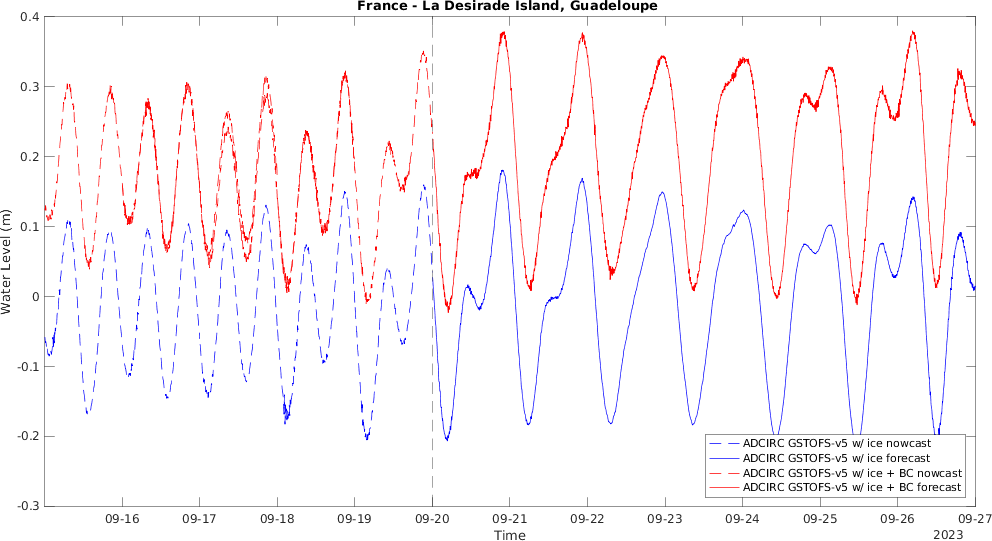 France - La Desirade Island, Guadeloupe
0.4
0.3
0.2
0.1
0
-0.1
-0.2
-0.3
Water Level (m)
ADCIRC GSTOFS-v5 w/ ice nowcast
ADCIRC GSTOFS-v5 w/ ice forecast
ADCIRC GSTOFS-v5 w/ ice + BC nowcast
ADCIRC GSTOFS-v5 w/ ice + BC forecast
09-16 09-17 09-18 09-19 09-20 09-21 09-22 09-23 09-24 09-25 09-26 09-27
Time
2023